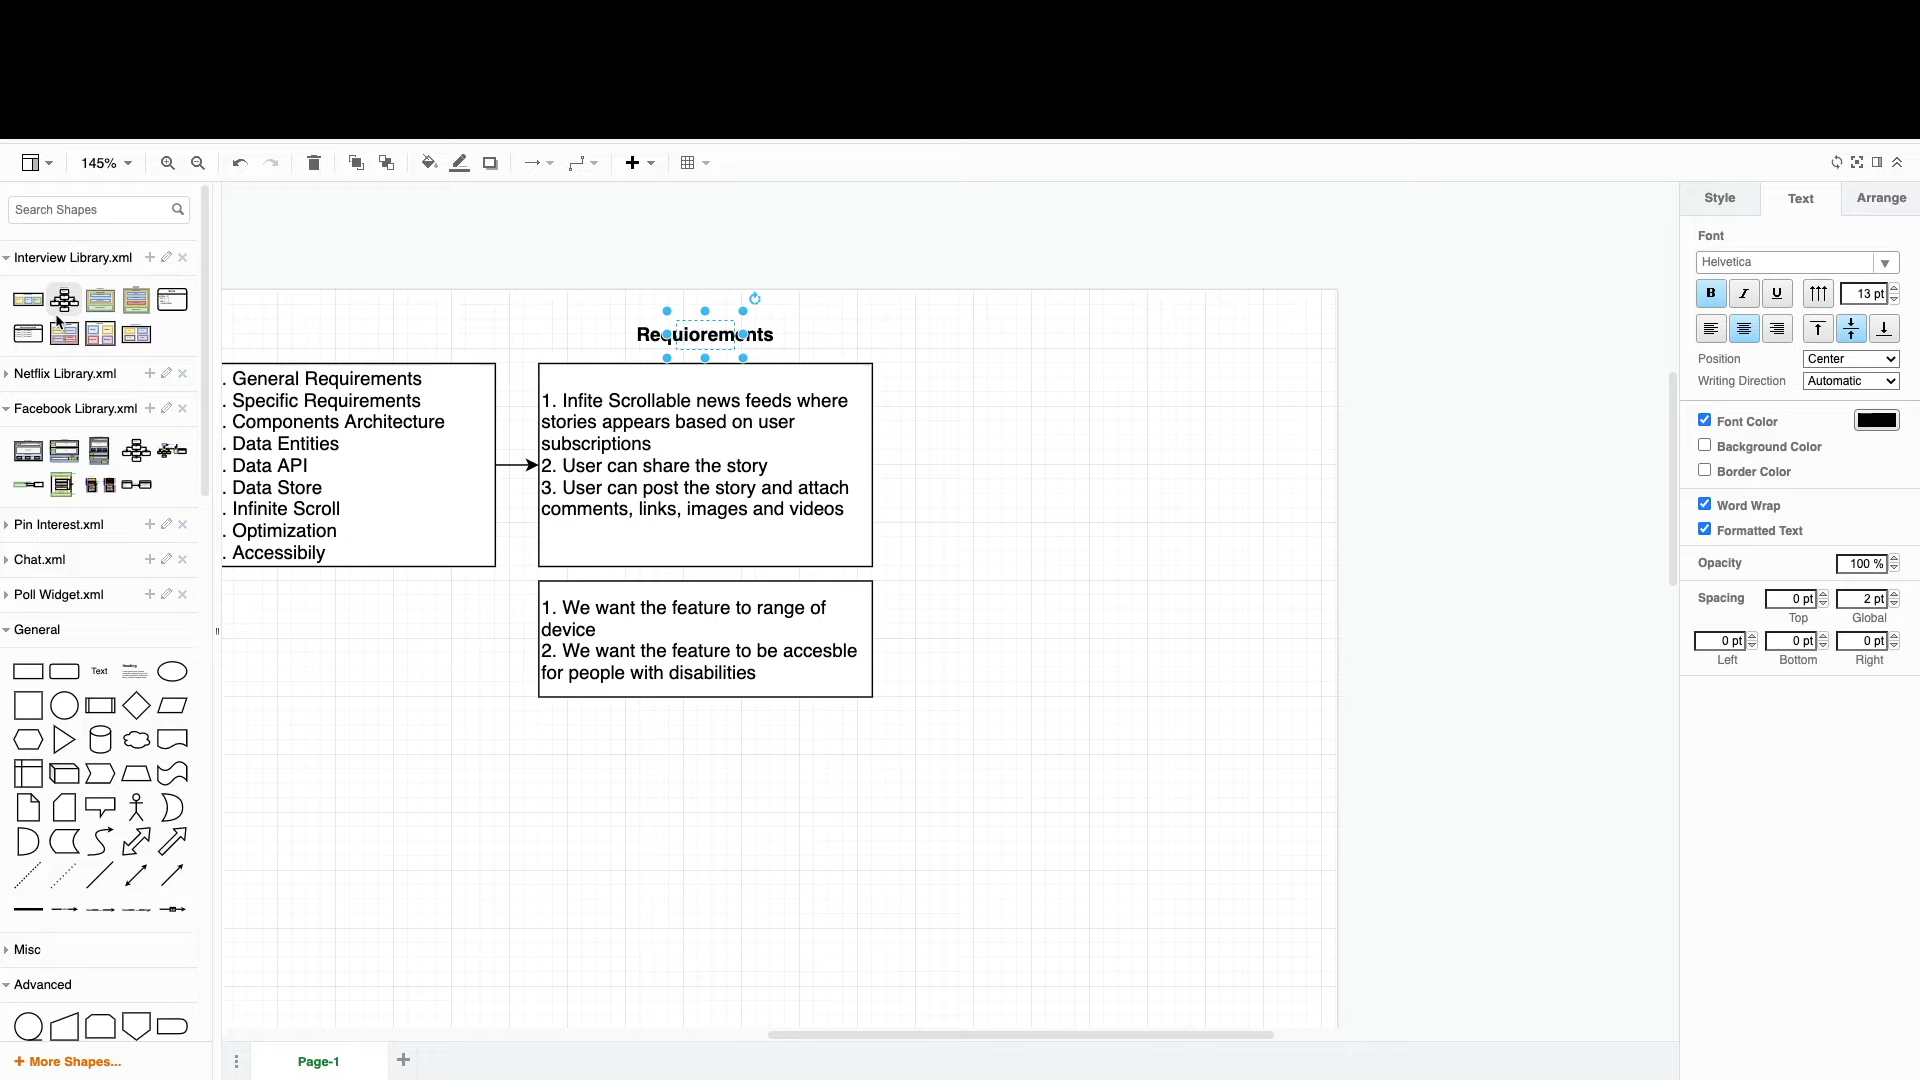 145%
Search Shapes
Interview Library.xml
Netflix Library.xml
Facebook Library.xml
Pin Interest.xml
Chat.xml
Poll Widget.xml
General
Text
Heading
Misc
Advanced
+ More Shapes...
Requiorements
. General Requirements
. Specific Requirements
. Components Architecture
. Data Entities
. Data API
. Data Store
. Infinite Scroll
. Optimization
. Accessibily
1. Infite Scrollable news feeds where
stories appears based on user
subscriptions
2. User can share the story
3. User can post the story and attach
comments, links, images and videos
1. We want the feature to range of
device
2. We want the feature to be accesble
for people with disabilities
Page-1
Style Text Arrange
Font
Helvetica
B I U 13 pt
Position Center
Writing Direction Automatic
Font Color
Background Color
Border Color
Word Wrap
Formatted Text
Opacity 100 %
Spacing 0 pt 2 pt
Top Global
0 pt 0 pt 0 pt
Left Bottom Right